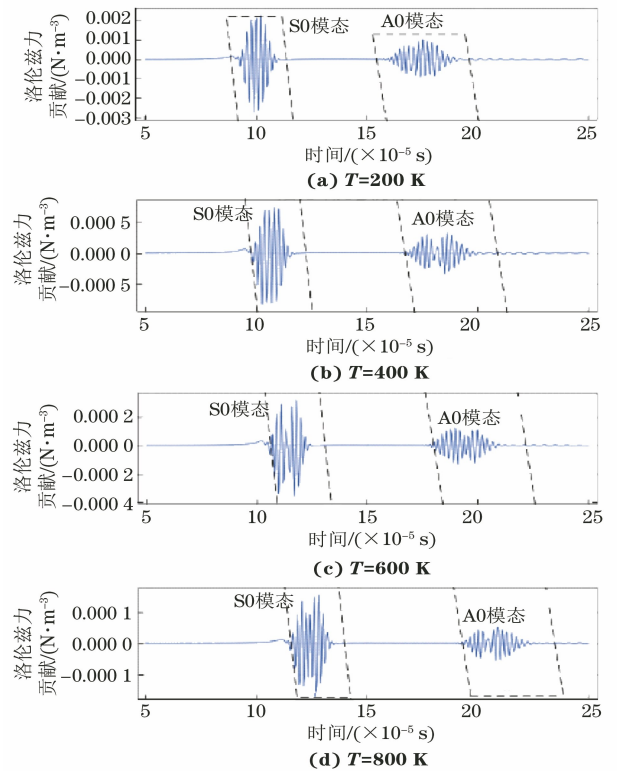 洛伦兹力
贡献/(N·m⁻³)
0.002
0.001
0.000
−0.001
−0.002
−0.003
S0模态
A0模态
5 10 15 20 25
时间/(×10⁻⁵ s)
(a) T=200 K
洛伦兹力
贡献/(N·m⁻³)
0.000 5
0.000 0
−0.000 5
S0模态
A0模态
5 10 15 20 25
时间/(×10⁻⁵ s)
(b) T=400 K
洛伦兹力
贡献/(N·m⁻³)
0.000 2
0.000 0
−0.000 2
−0.000 4
S0模态
A0模态
5 10 15 20 25
时间/(×10⁻⁵ s)
(c) T=600 K
洛伦兹力
贡献/(N·m⁻³)
0.000 1
0.000 0
−0.000 1
S0模态
A0模态
5 10 15 20 25
时间/(×10⁻⁵ s)
(d) T=800 K